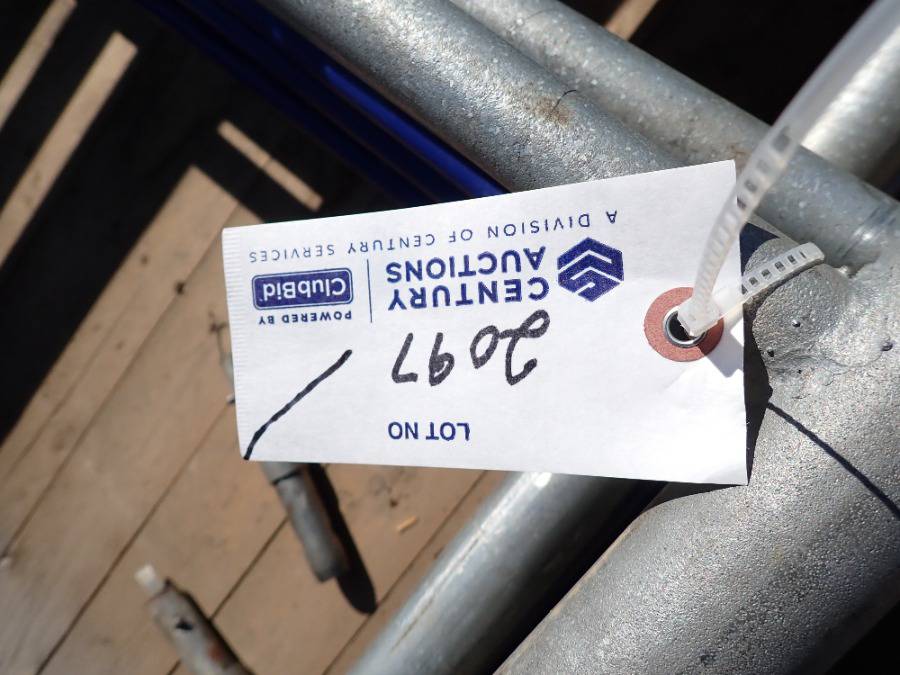 LOT NO
2097
CENTURY
AUCTIONS
POWERED BY
ClubBid
A DIVISION OF CENTURY SERVICES